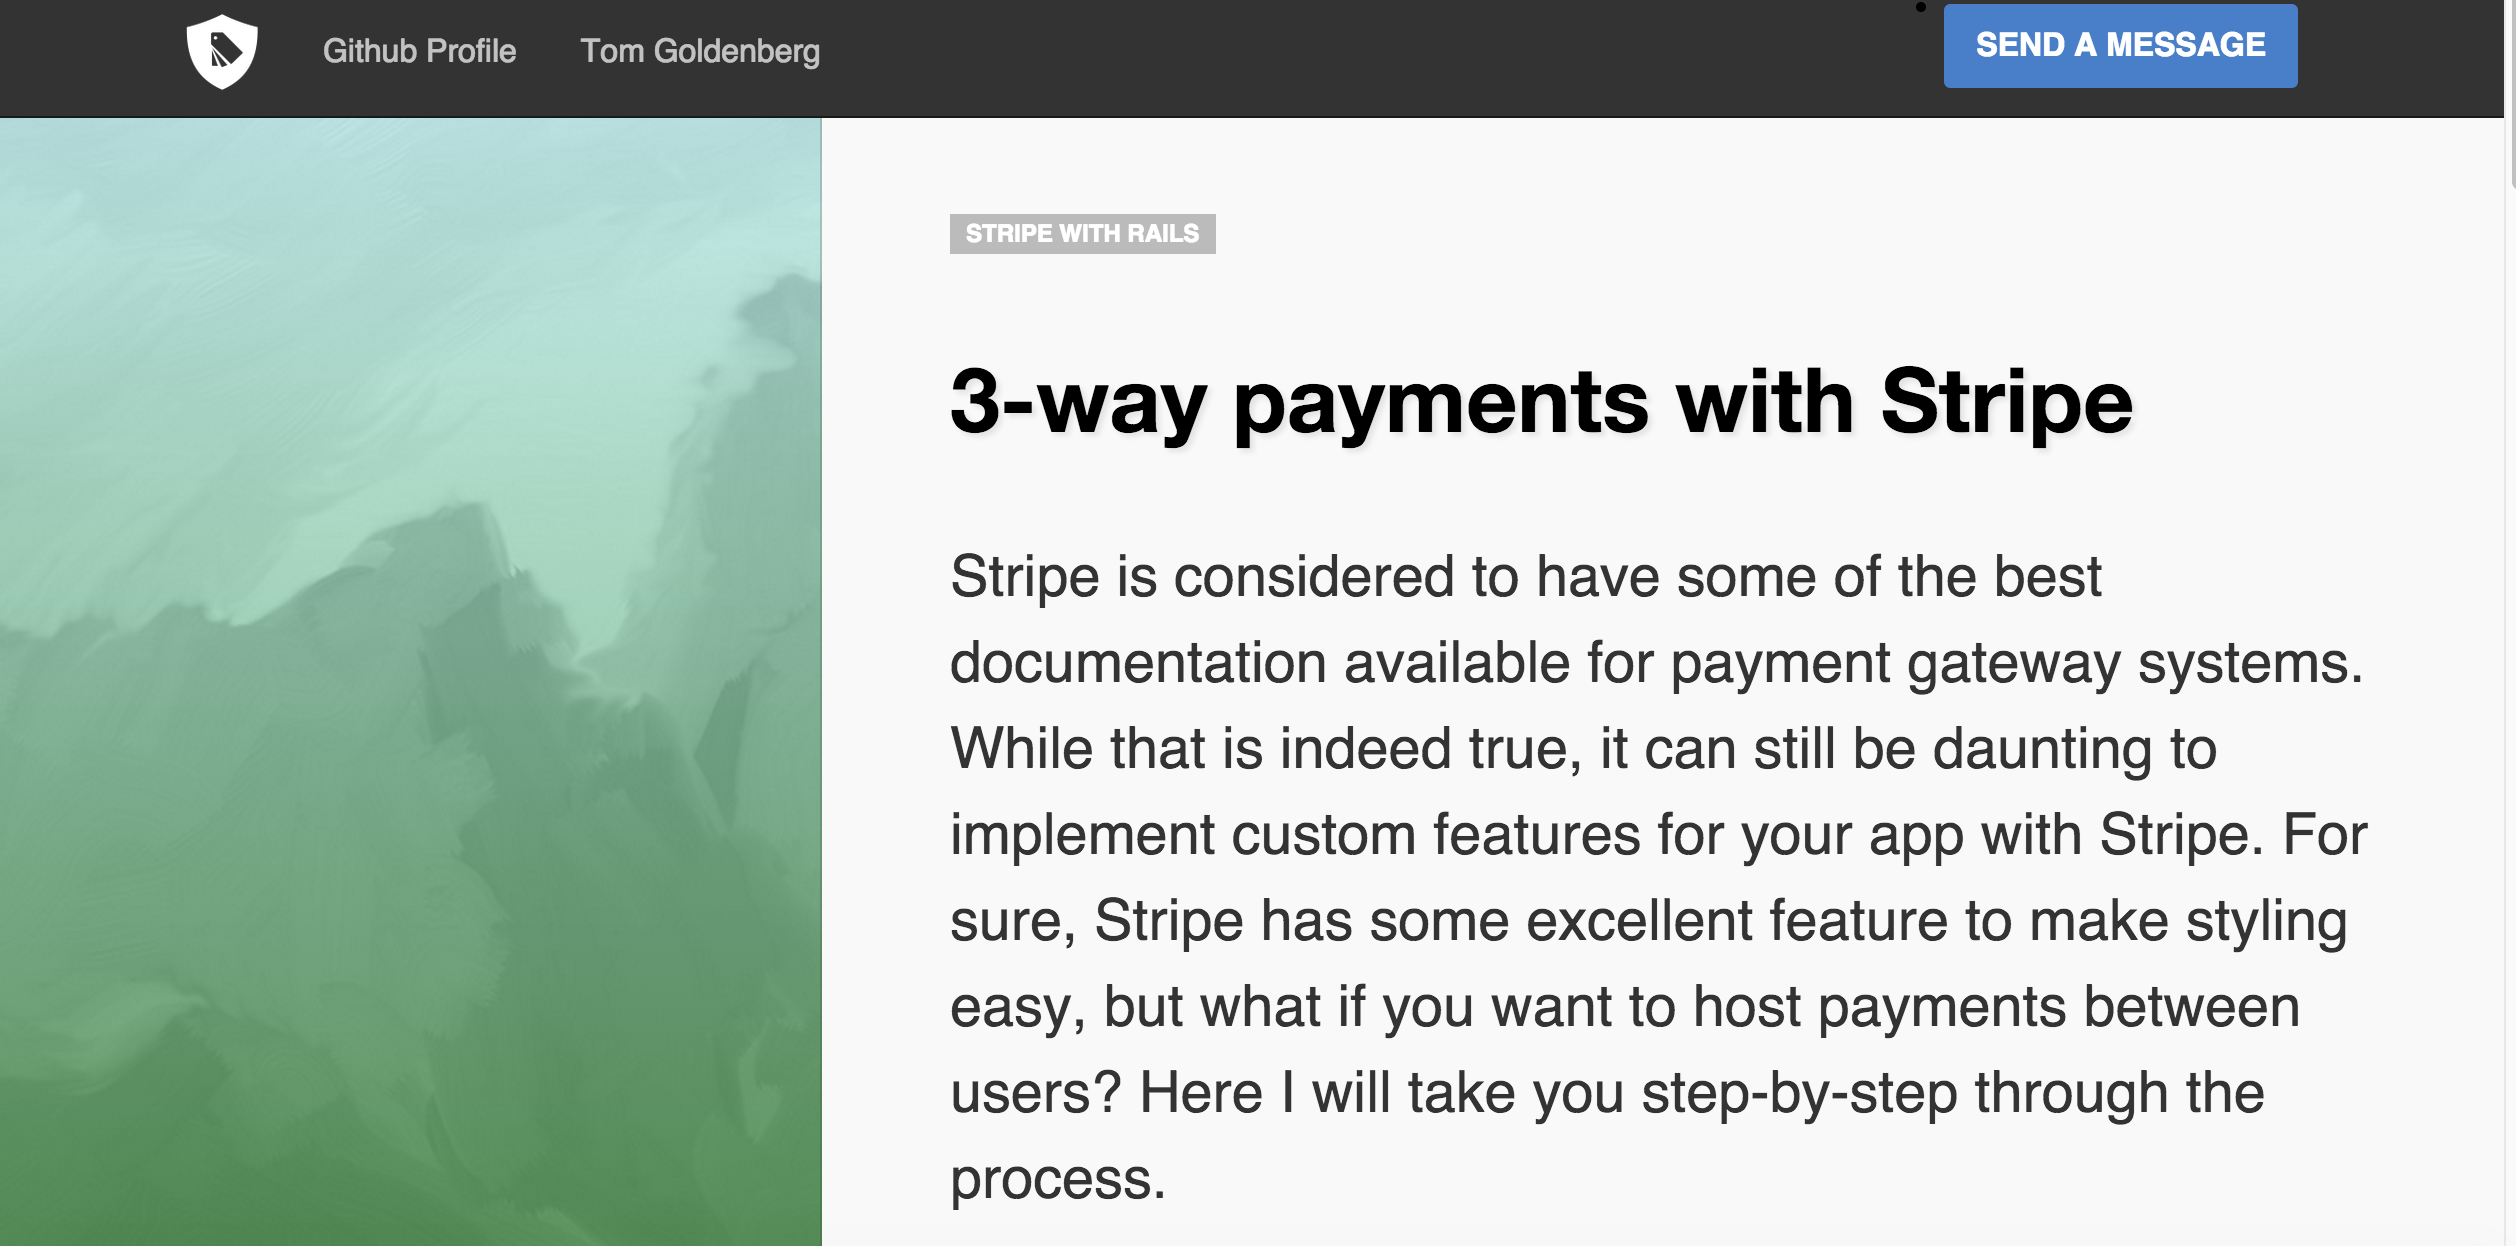 Github Profile
Tom Goldenberg
SEND A MESSAGE
STRIPE WITH RAILS
3-way payments with Stripe
Stripe is considered to have some of the best
documentation available for payment gateway systems.
While that is indeed true, it can still be daunting to
implement custom features for your app with Stripe. For
sure, Stripe has some excellent feature to make styling
easy, but what if you want to host payments between
users? Here I will take you step-by-step through the
process.